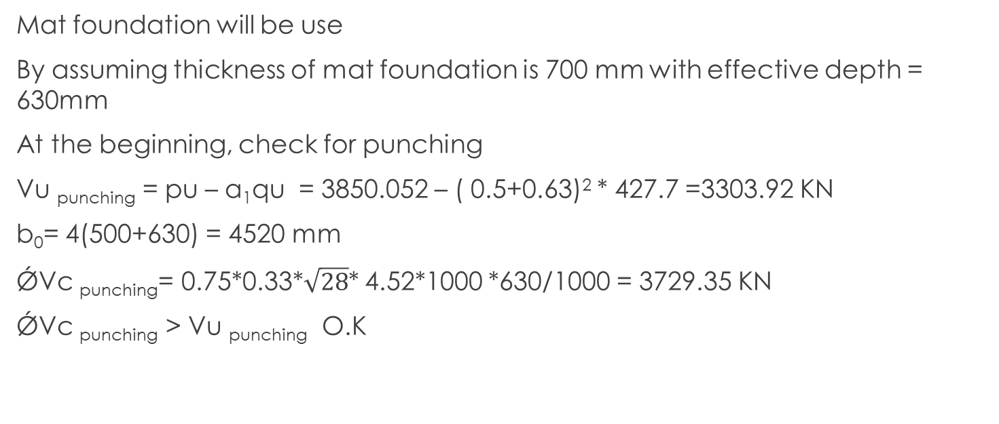 Mat foundation will be use
By assuming thickness of mat foundation is 700 mm with effective depth =
630mm
At the beginning, check for punching
Vu punching = pu – a₁qu = 3850.052 – ( 0.5+0.63)² * 427.7 =3303.92 KN
b₀= 4(500+630) = 4520 mm
ǾVc punching= 0.75*0.33*√28* 4.52*1000 *630/1000 = 3729.35 KN
ǾVc punching > Vu punching O.K